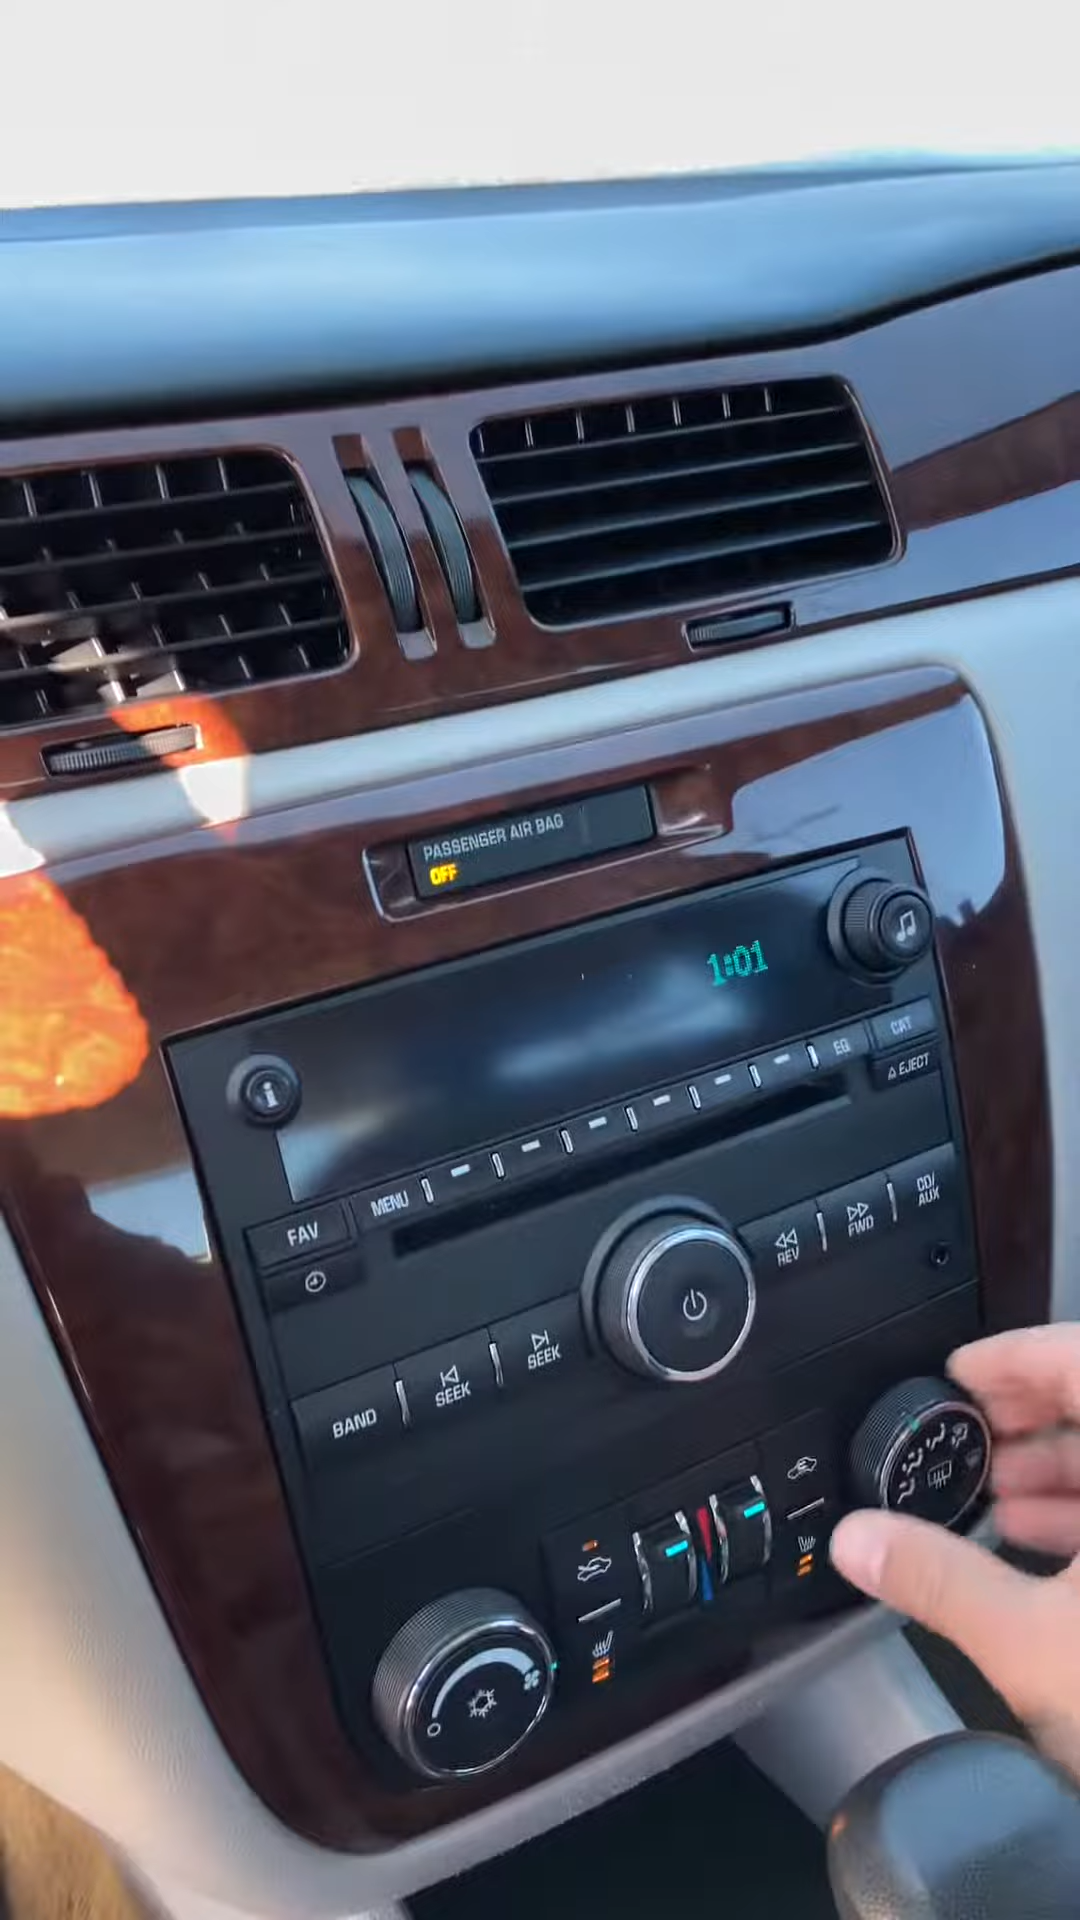 PASSENGER AIR BAG
OFF
1:01
CAT
EQ
EJECT
MENU
FAV
CD/
AUX
FWD
REV
SEEK
SEEK
BAND